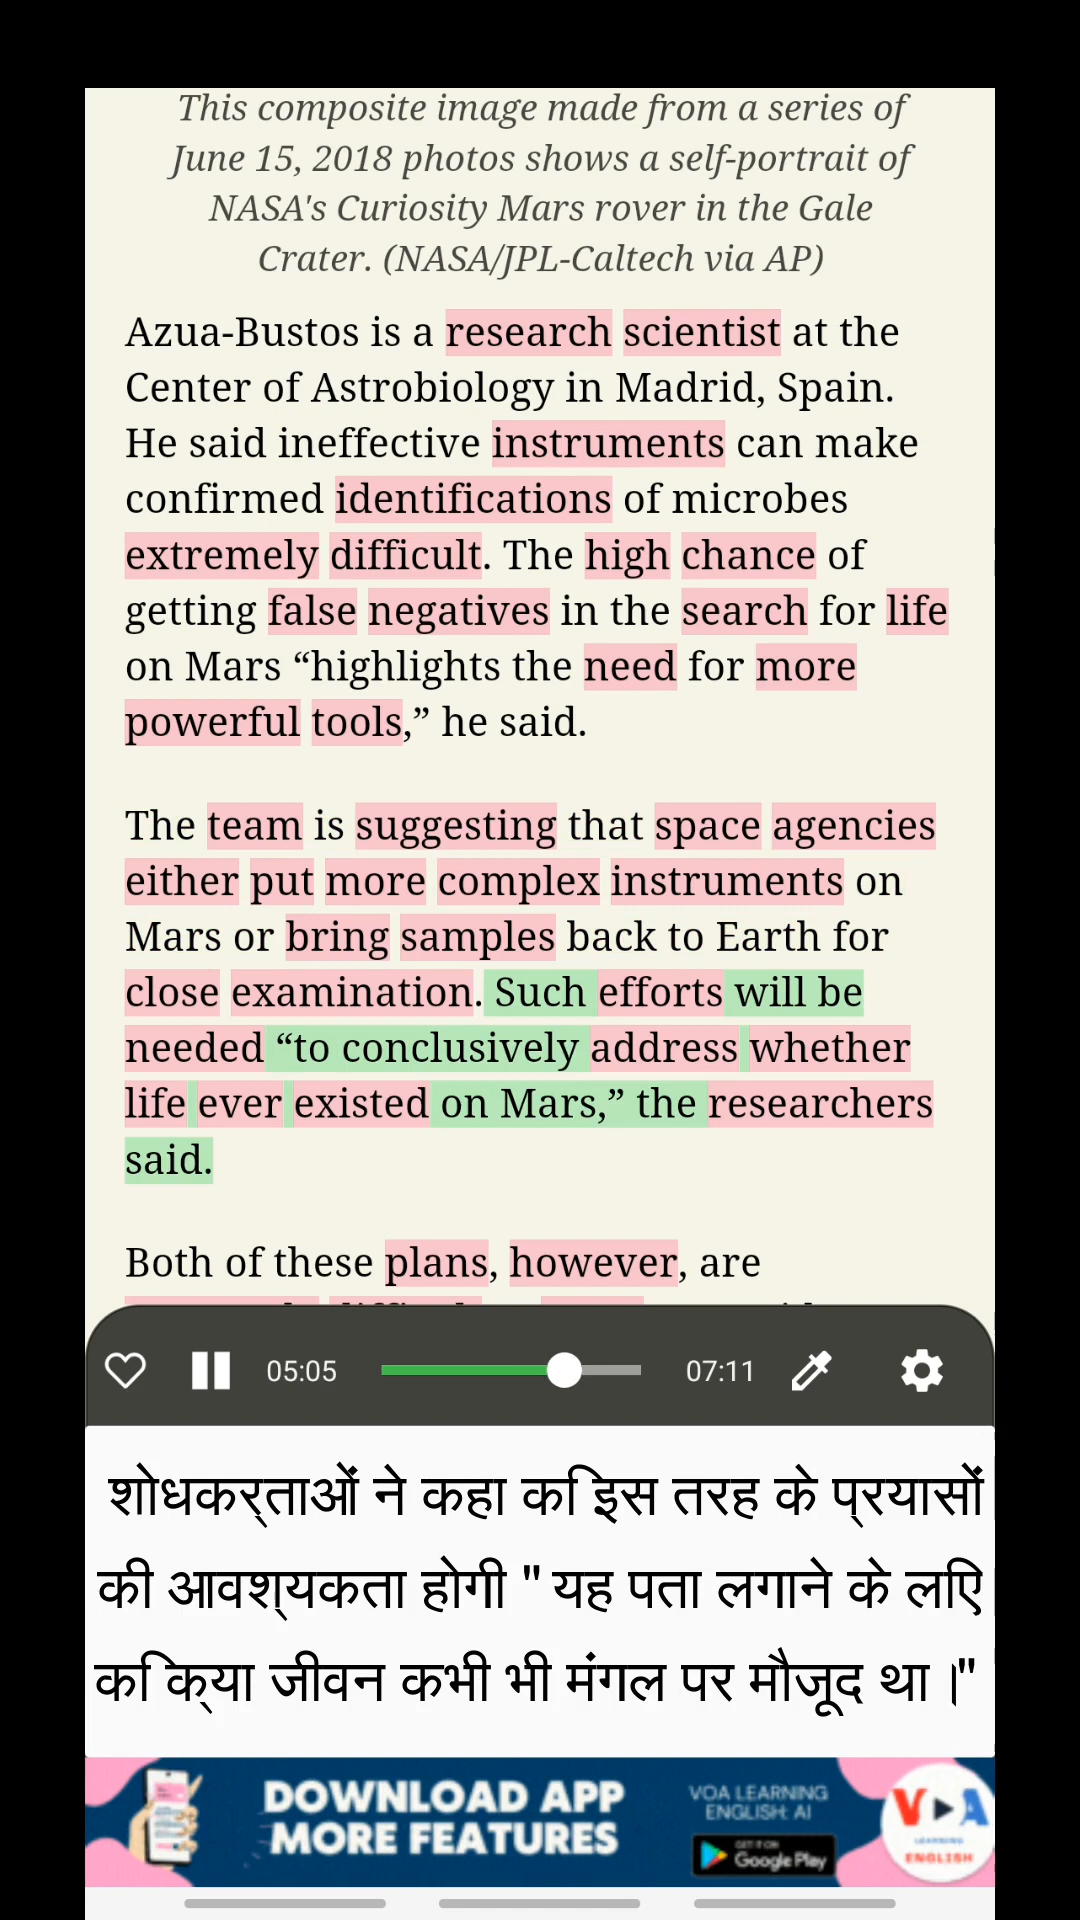 This composite image made from a series of
June 15, 2018 photos shows a self-portrait of
NASA's Curiosity Mars rover in the Gale
Crater. (NASA/JPL-Caltech via AP)
Azua-Bustos is a research scientist at the
Center of Astrobiology in Madrid, Spain.
He said ineffective instruments can make
confirmed identifications of microbes
extremely difficult. The high chance of
getting false negatives in the search for life
on Mars “highlights the need for more
powerful tools,” he said.
The team is suggesting that space agencies
either put more complex instruments on
Mars or bring samples back to Earth for
close examination. Such efforts will be
needed “to conclusively address whether
life ever existed on Mars,” the researchers
said.
Both of these plans, however, are
05:05
07:11
शोधकर्ताओं ने कहा कि इस तरह के प्रयासों
की आवश्यकता होगी " यह पता लगाने के लिए
कि क्या जीवन कभी भी मंगल पर मौजूद था।"
DOWNLOAD APP
MORE FEATURES
VOA LEARNING
ENGLISH: AI
GET IT ON
Google Play
VOA
LEARNING
ENGLISH